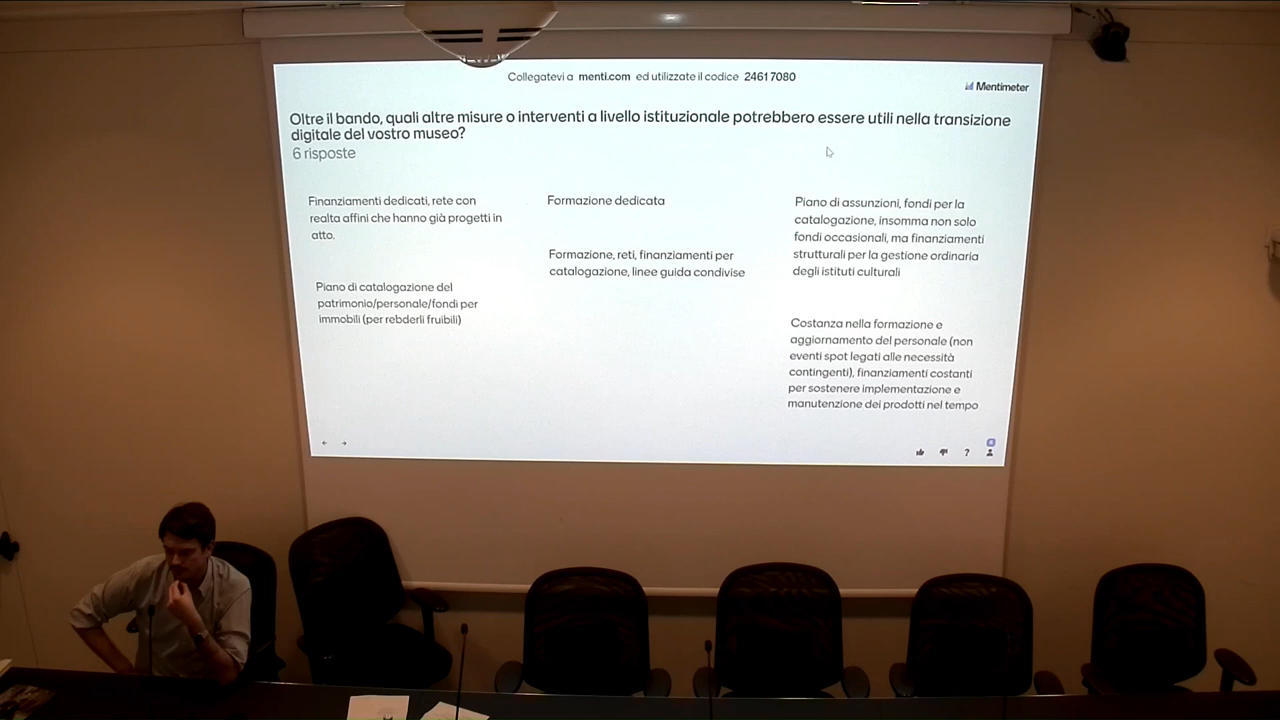 Collegatevi a menti.com ed utilizzate il codice 2461 7080
Mentimeter
Oltre il bando, quali altre misure o interventi a livello istituzionale potrebbero essere utili nella transizione
digitale del vostro museo?
6 risposte
Finanziamenti dedicati, rete con
realta affini che hanno già progetti in
atto.
Piano di catalogazione del
patrimonio/personale/fondi per
immobili (per rebderli fruibili)
Formazione dedicata
Formazione, reti, finanziamenti per
catalogazione, linee guida condivise
Piano di assunzioni, fondi per la
catalogazione, insomma non solo
fondi occasionali, ma finanziamenti
strutturali per la gestione ordinaria
degli istituti culturali
Costanza nella formazione e
aggiornamento del personale (non
eventi spot legati alle necessità
contingenti), finanziamenti costanti
per sostenere implementazione e
manutenzione dei prodotti nel tempo
?